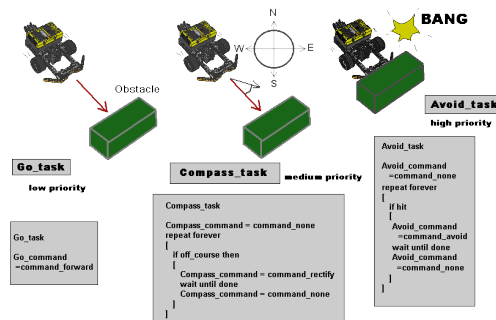 N
BANG
W
E
S
Obstacle
Avoid_task
high priority
Go_task
low priority
Compass_task
medium priority
Go_task
Go_command
=command_forward
Compass_task
Compass_command = command_none
repeat forever
[
if off_course then
[
Compass_command = command_rectify
wait until done
Compass_command = command_none
]
]
Avoid_task
Avoid_command
=command_none
repeat forever
[
if hit
[
Avoid_command
=command_avoid
wait until done
Avoid_command
=command_none
]
]